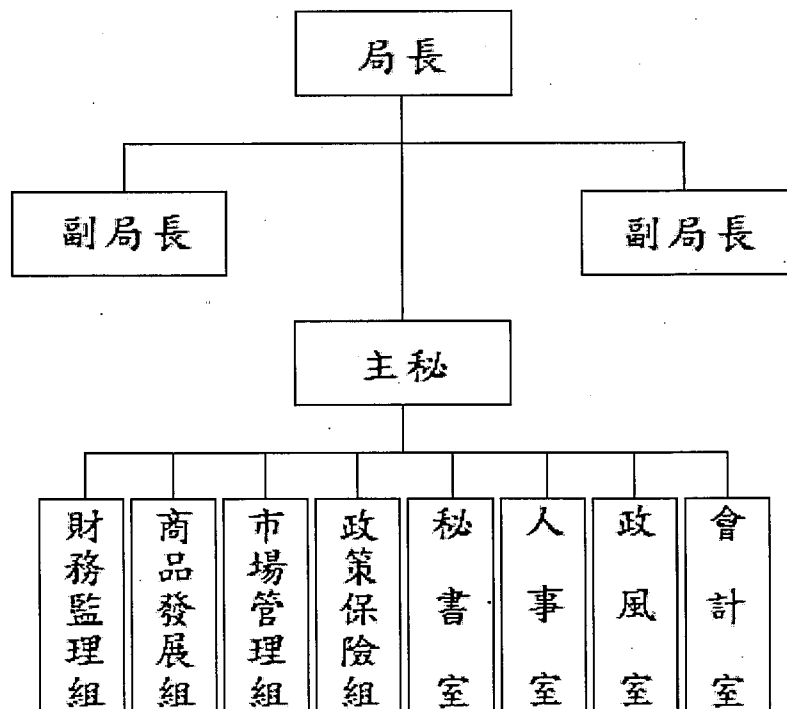 局長
副局長
副局長
主秘
財務監理組
商品發展組
市場管理組
政策保險組
秘書室
人事室
政風室
會計室